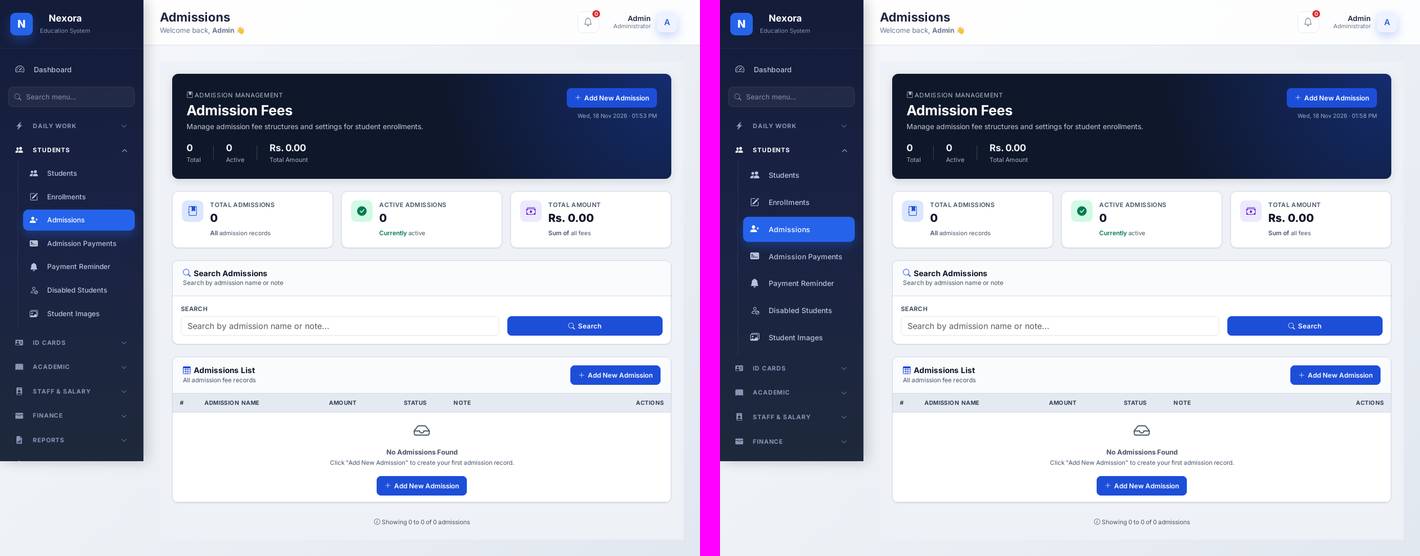 N
Nexora
Education System
Dashboard
Search menu...
DAILY WORK
STUDENTS
Students
Enrollments
Admissions
Admission Payments
Payment Reminder
Disabled Students
Student Images
ID CARDS
ACADEMIC
STAFF & SALARY
FINANCE
REPORTS
Admissions
Welcome back, Admin 👋
0
Admin
Administrator
A
ADMISSION MANAGEMENT
Admission Fees
Manage admission fee structures and settings for student enrollments.
+ Add New Admission
Wed, 18 Nov 2026 · 01:53 PM
0 0 Rs. 0.00
Total Active Total Amount
TOTAL ADMISSIONS
0
All admission records
ACTIVE ADMISSIONS
0
Currently active
TOTAL AMOUNT
Rs. 0.00
Sum of all fees
Search Admissions
Search by admission name or note
SEARCH
Search by admission name or note...
Search
Admissions List
All admission fee records
+ Add New Admission
# ADMISSION NAME AMOUNT STATUS NOTE ACTIONS
No Admissions Found
Click "Add New Admission" to create your first admission record.
+ Add New Admission
Showing 0 to 0 of 0 admissions
N
Nexora
Education System
Dashboard
Search menu...
DAILY WORK
STUDENTS
Students
Enrollments
Admissions
Admission Payments
Payment Reminder
Disabled Students
Student Images
ID CARDS
ACADEMIC
STAFF & SALARY
FINANCE
Admissions
Welcome back, Admin 👋
0
Admin
Administrator
A
ADMISSION MANAGEMENT
Admission Fees
Manage admission fee structures and settings for student enrollments.
+ Add New Admission
Wed, 18 Nov 2026 · 01:58 PM
0 0 Rs. 0.00
Total Active Total Amount
TOTAL ADMISSIONS
0
All admission records
ACTIVE ADMISSIONS
0
Currently active
TOTAL AMOUNT
Rs. 0.00
Sum of all fees
Search Admissions
Search by admission name or note
SEARCH
Search by admission name or note...
Search
Admissions List
All admission fee records
+ Add New Admission
# ADMISSION NAME AMOUNT STATUS NOTE ACTIONS
No Admissions Found
Click "Add New Admission" to create your first admission record.
+ Add New Admission
Showing 0 to 0 of 0 admissions